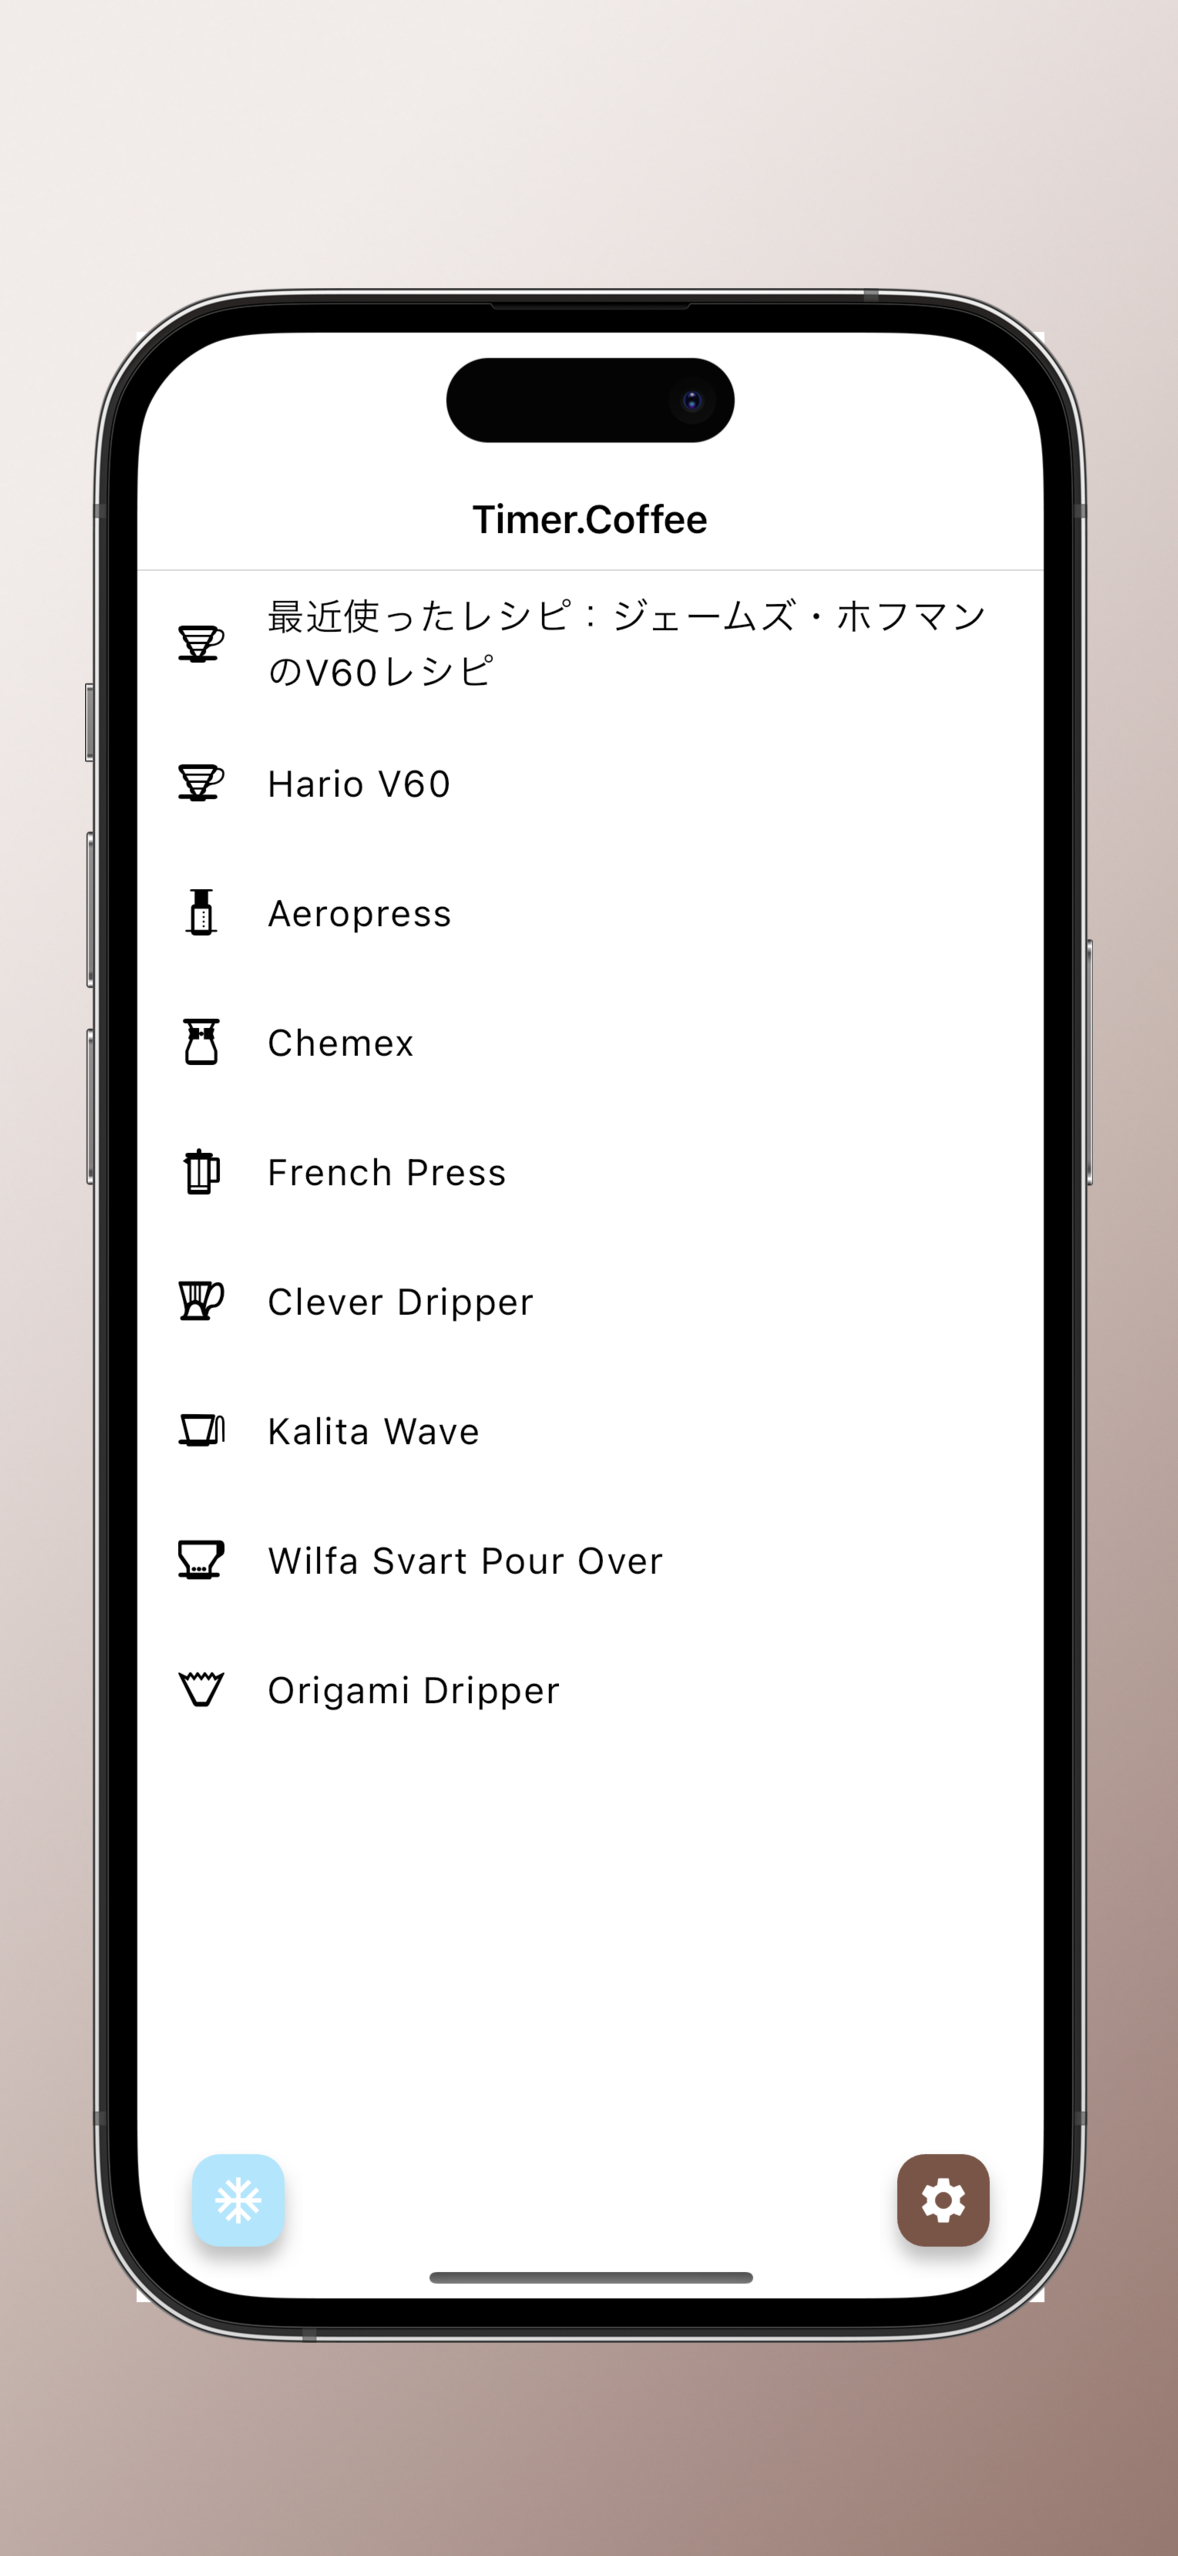 Timer.Coffee
最近使ったレシピ：ジェームズ・ホフマン
のV60レシピ
Hario V60
Aeropress
Chemex
French Press
Clever Dripper
Kalita Wave
Wilfa Svart Pour Over
Origami Dripper